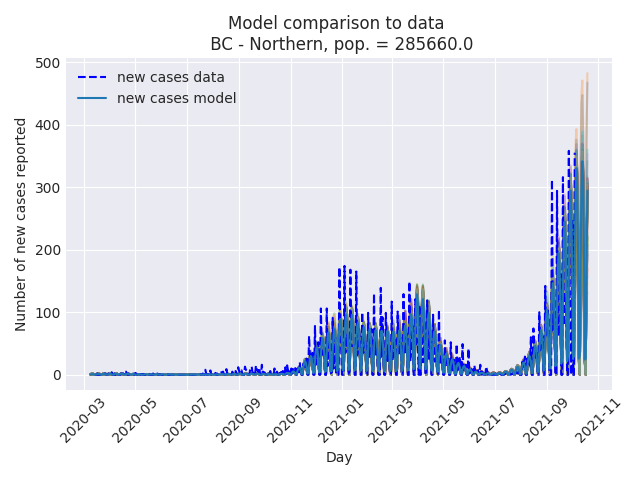 Model comparison to data
BC - Northern, pop. = 285660.0
new cases data
new cases model
Number of new cases reported
500
400
300
200
100
0
2020-03
2020-05
2020-07
2020-09
2020-11
2021-01
2021-03
2021-05
2021-07
2021-09
2021-11
Day